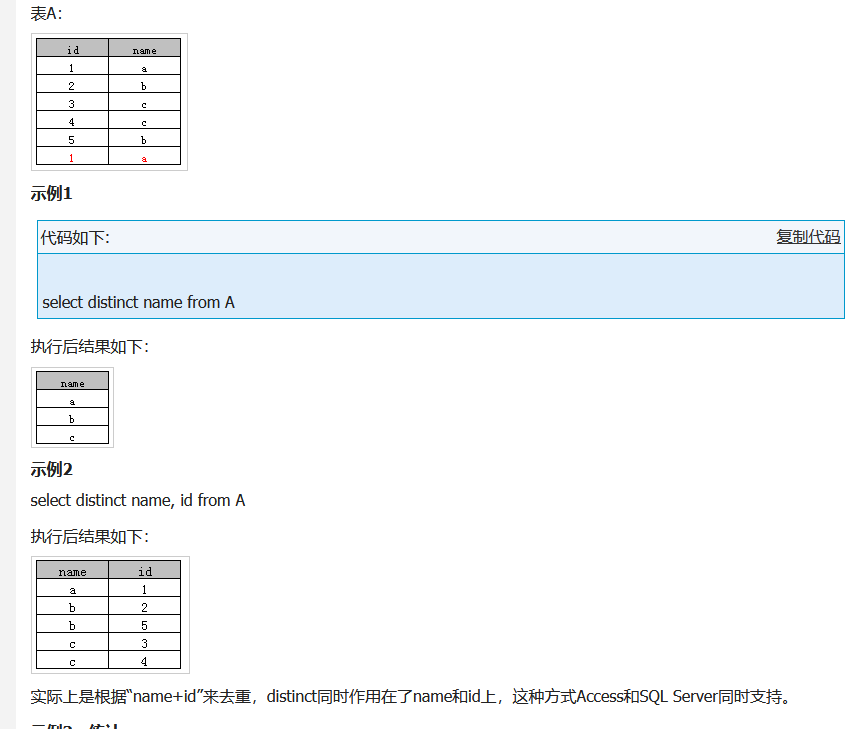 表A：
id name
1 a
2 b
3 c
4 c
5 b
1 a
示例1
代码如下: 复制代码
select distinct name from A
执行后结果如下：
name
a
b
c
示例2
select distinct name, id from A
执行后结果如下：
name id
a 1
b 2
b 5
c 3
c 4
实际上是根据“name+id”来去重，distinct同时作用在了name和id上，这种方式Access和SQL Server同时支持。